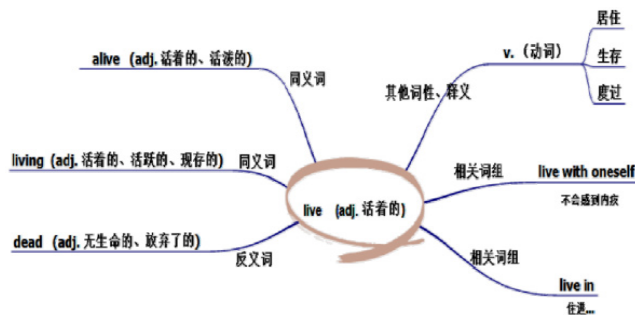 alive（adj. 活着的、活泼的）
同义词
living（adj. 活着的、活跃的、现存的）
同义词
dead（adj. 无生命的、放弃了的）
反义词
live （adj. 活着的）
其他词性、释义
v.（动词）
居住
生存
度过
相关词组
live with oneself
不会感到内疚
相关词组
live in
住进...